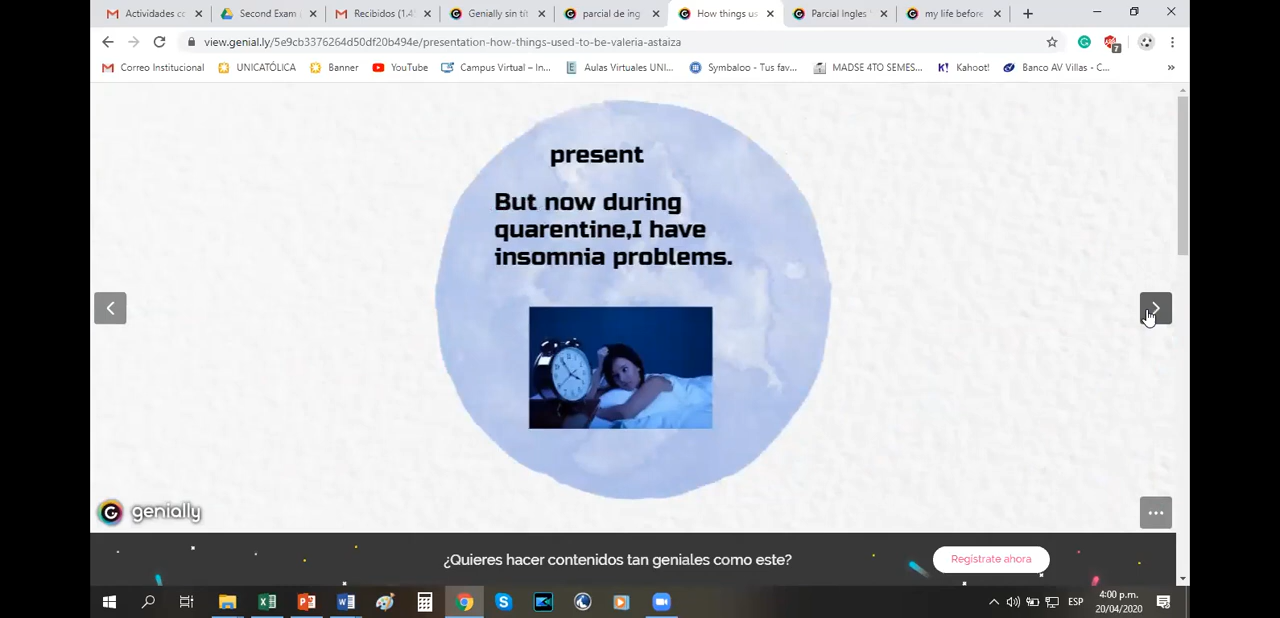 Actividades cc
Second Exam
Recibidos (1.4
Genially sin tít
parcial de ing
How things us
Parcial Ingles
my life before
view.genial.ly/5e9cb3376264d50df20b494e/presentation-how-things-used-to-be-valeria-astaiza
7
Correo Institucional
UNICATÓLICA
Banner
YouTube
Campus Virtual – In...
Aulas Virtuales UNI...
Symbaloo - Tus fav...
MADSE 4TO SEMES...
Kahoot!
Banco AV Villas - C...
present
But now during
quarentine,I have
insomnia problems.
genially
¿Quieres hacer contenidos tan geniales como este?
Regístrate ahora
ESP
4:00 p.m.
20/04/2020